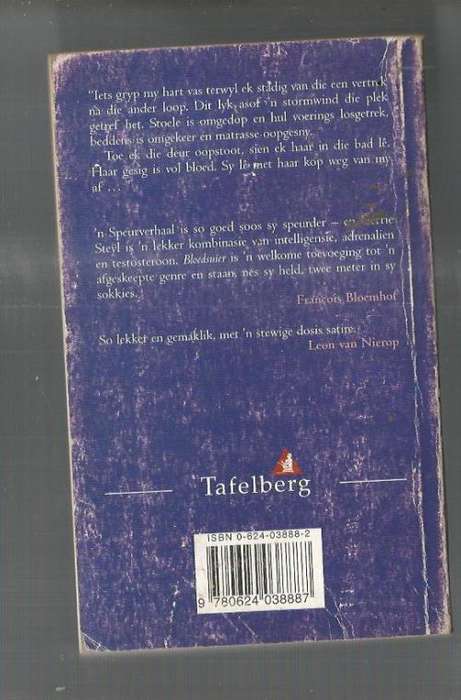 "Iets gryp my hart vas terwyl ek stadig van die een vertrek
na die ander loop. Dit lyk asof 'n stormwind die plek
getref het. Stoele is omgedop en hul voerings losgetrek,
beddens is omgekeer en matrasse oopgesny.
Toe ek die deur oopstoot, sien ek haar in die bad lê.
Haar gesig is vol bloed. Sy lê met haar kop weg van my
af …"
'n Speurverhaal is so goed soos sy speurder – en
Steyl is 'n lekker kombinasie van intelligensie, adrenalien
en testosteroon. Bloedsuier is 'n welkome toevoeging tot 'n
afgeskeepte genre en staan, nes sy held, twee meter in sy
sokkies.
François Bloemhof
So lekker en gemaklik, met 'n stewige dosis satire.
Leon van Nierop
Tafelberg
ISBN 0-624-03888-2
9 780624 038887